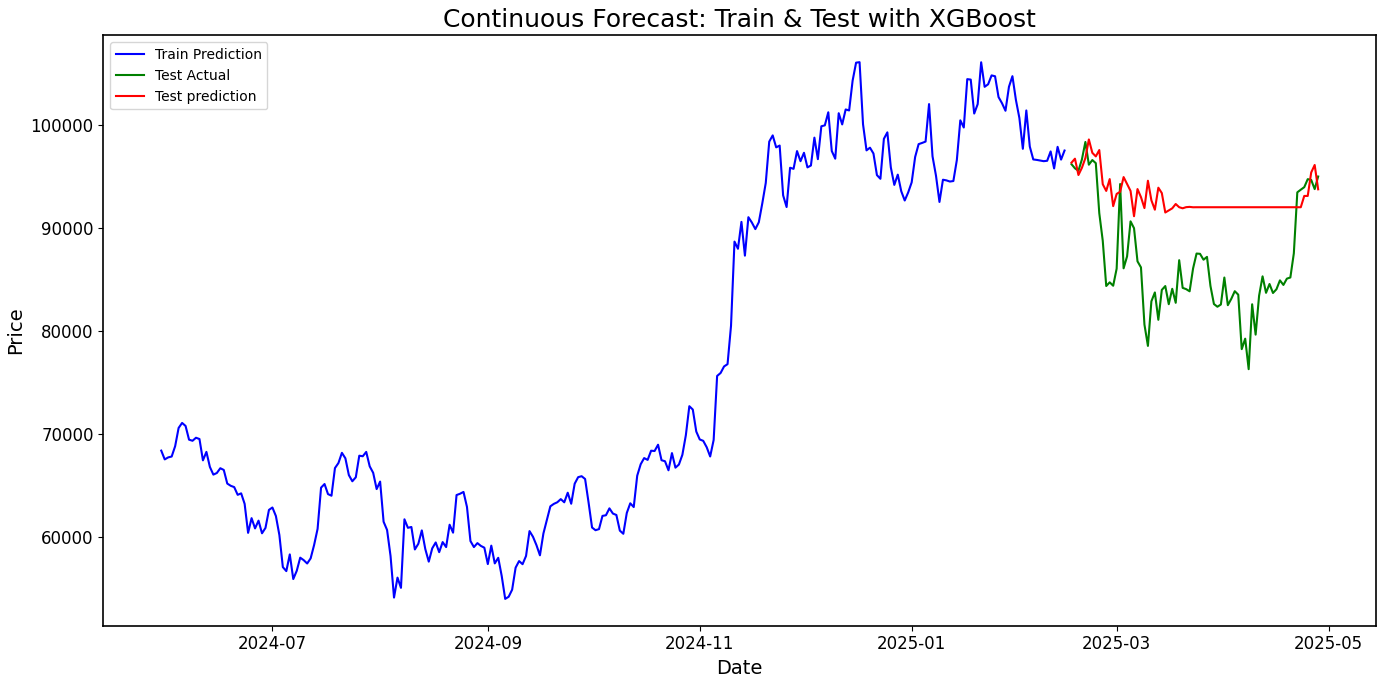 Continuous Forecast: Train & Test with XGBoost
Train Prediction
Test Actual
Test prediction
Price
100000
90000
80000
70000
60000
2024-07
2024-09
2024-11
2025-01
2025-03
2025-05
Date